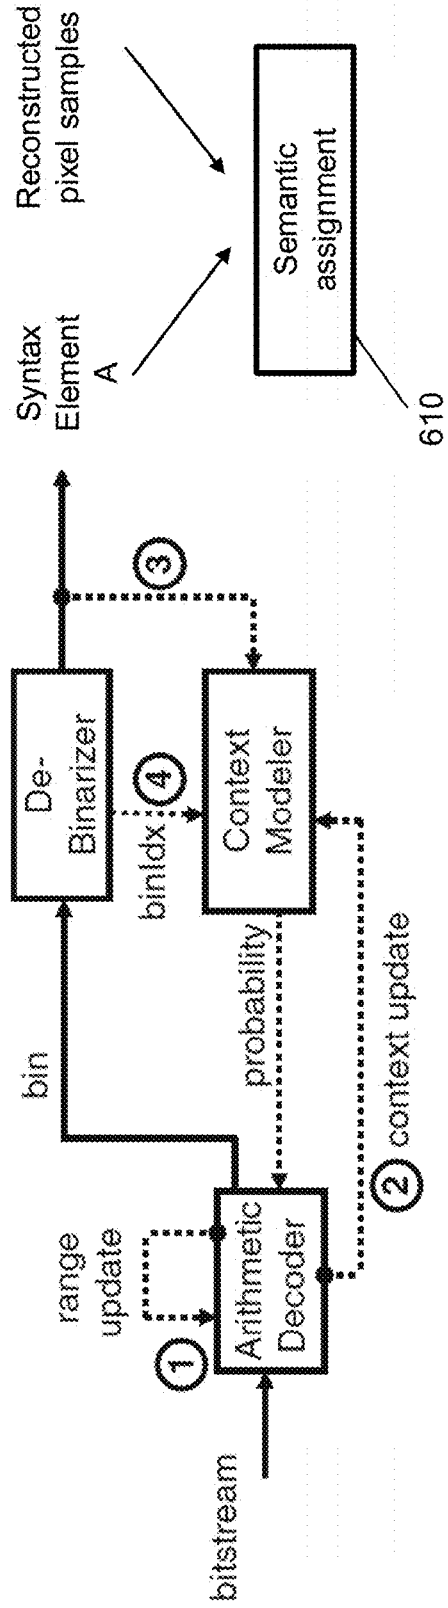 bitstream
1
range
update
Arithmetic
Decoder
bin
probability
2
context update
De-
Binarizer
binIdx
4
Context
Modeler
3
Syntax
Element
A
Reconstructed
pixel samples
Semantic
assignment
610